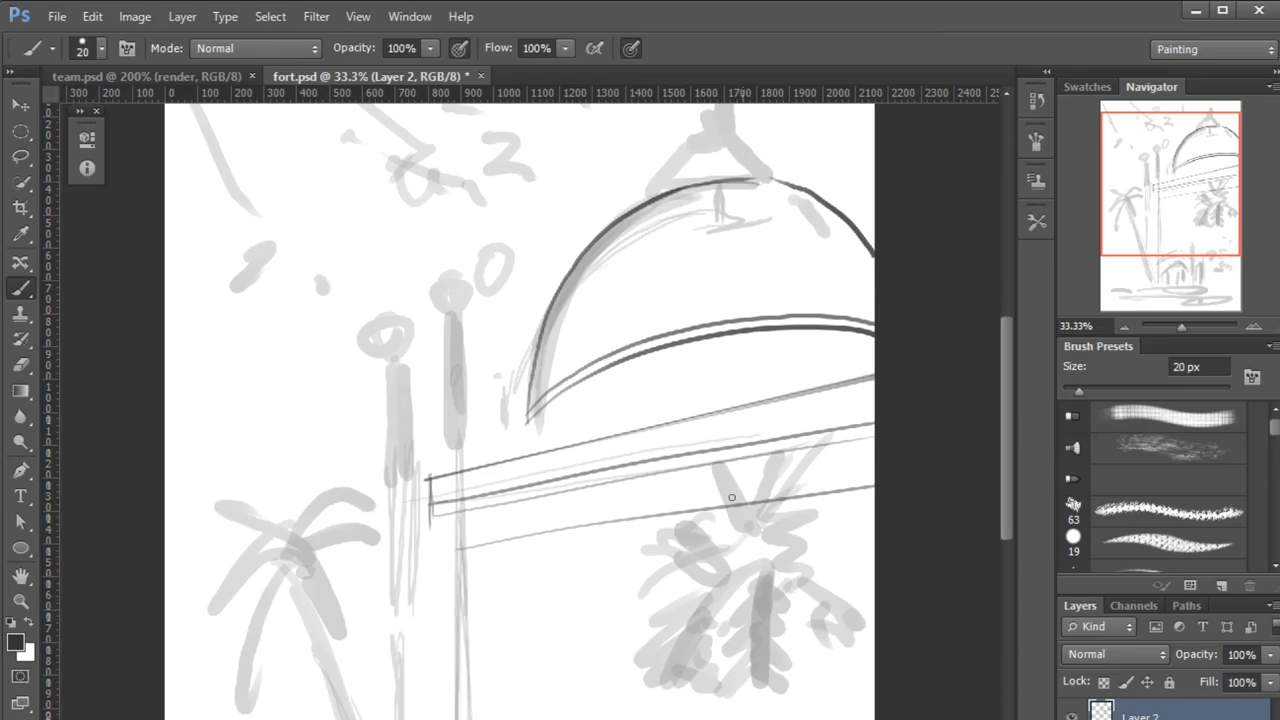 Ps File Edit Image Layer Type Select Filter View Window Help
20 Mode: Normal Opacity: 100% Flow: 100% Painting
team.psd @ 200% (render, RGB/8) × fort.psd @ 33.3% (Layer 2, RGB/8) * ×
300 200 100 0 100 200 300 400 500 600 700 800 900 1000 1100 1200 1300 1400 1500 1600 1700 1800 1900 2000 2100 2200 2300 2400
Swatches Navigator
33.33%
Brush Presets
Size: 20 px
63
19
Layers Channels Paths
Kind
Normal Opacity: 100%
Lock: Fill: 100%
Layer 2